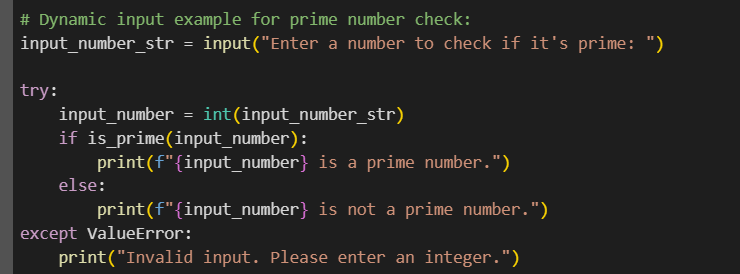 # Dynamic input example for prime number check:
input_number_str = input("Enter a number to check if it's prime: ")

try:
    input_number = int(input_number_str)
    if is_prime(input_number):
        print(f"{input_number} is a prime number.")
    else:
        print(f"{input_number} is not a prime number.")
except ValueError:
    print("Invalid input. Please enter an integer.")